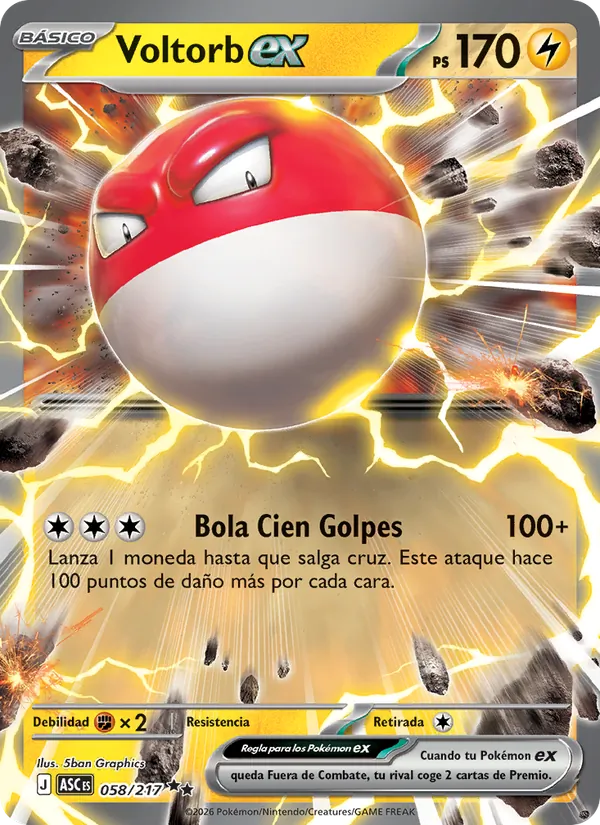 BÁSICO Voltorb ex PS 170
Bola Cien Golpes 100+
Lanza 1 moneda hasta que salga cruz. Este ataque hace
100 puntos de daño más por cada cara.
Debilidad × 2 Resistencia Retirada
Ilus. 5ban Graphics
Regla para los Pokémon ex Cuando tu Pokémon ex
queda Fuera de Combate, tu rival coge 2 cartas de Premio.
J ASC ES 058/217
©2026 Pokémon/Nintendo/Creatures/GAME FREAK